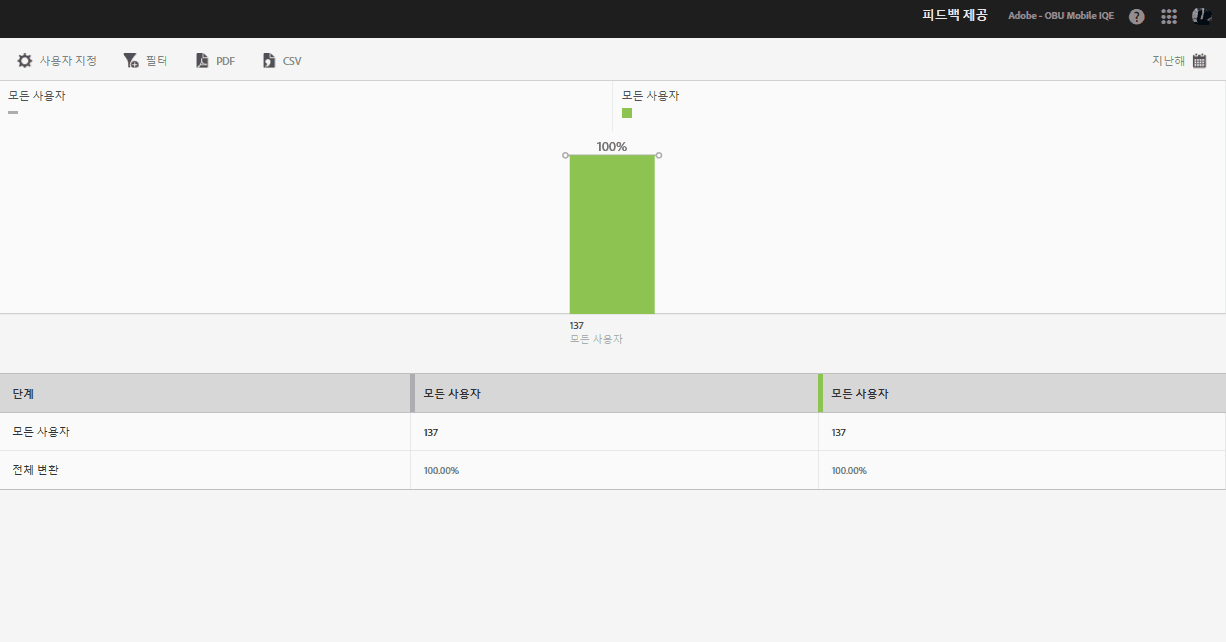 피드백 제공 Adobe - OBU Mobile IQE ?
사용자 지정 필터 PDF CSV 지난해
모든 사용자 모든 사용자
100%
137
모든 사용자
단계 모든 사용자 모든 사용자
모든 사용자 137 137
전체 변환 100.00% 100.00%